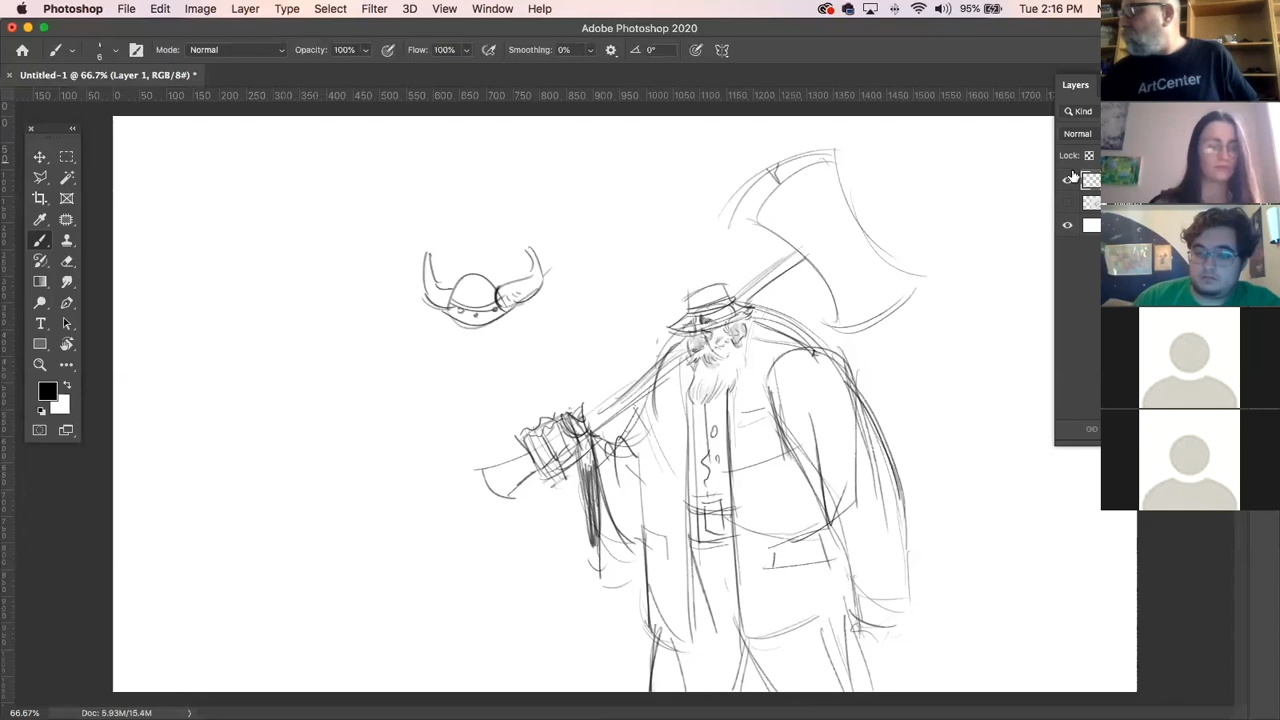 Photoshop File Edit Image Layer Type Select Filter 3D View Window Help 95% Tue 2:16 PM
Adobe Photoshop 2020
6 Mode: Normal Opacity: 100% Flow: 100% Smoothing: 0% 0°
Untitled-1 @ 66.7% (Layer 1, RGB/8#) *
150 100 50 0 50 100 150 200 250 300 350 400 450 500 550 600 650 700 750 800 850 900 950 1000 1050 1100 1150 1200 1250 1300 1350 1400 1450 1500 1550 1600 1650 1700
Layers
Kind
Normal
Lock:
ArtCenter
66.67% Doc: 5.93M/15.4M